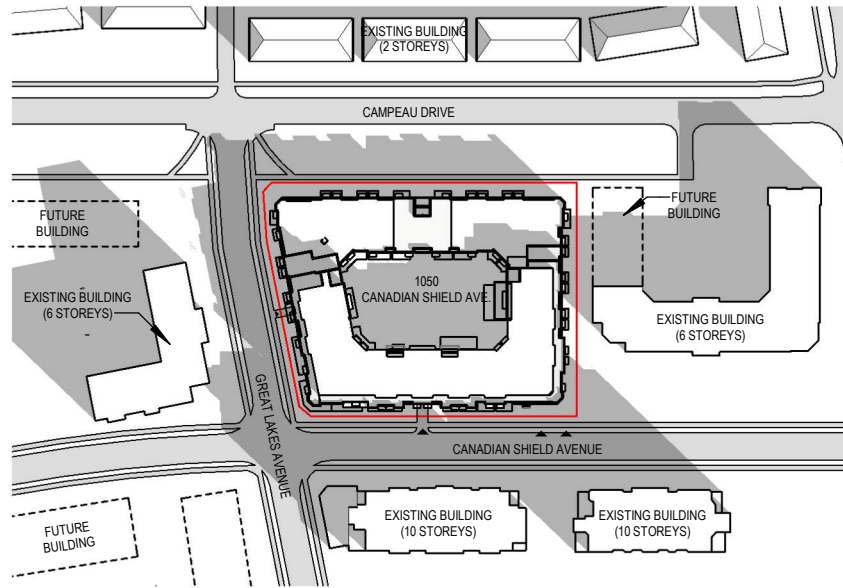 EXISTING BUILDING
(2 STOREYS)
CAMPEAU DRIVE
FUTURE
BUILDING
FUTURE
BUILDING
1050
CANADIAN SHIELD AVE.
EXISTING BUILDING
(6 STOREYS)
EXISTING BUILDING
(6 STOREYS)
GREAT LAKES AVENUE
CANADIAN SHIELD AVENUE
EXISTING BUILDING
(10 STOREYS)
EXISTING BUILDING
(10 STOREYS)
FUTURE
BUILDING